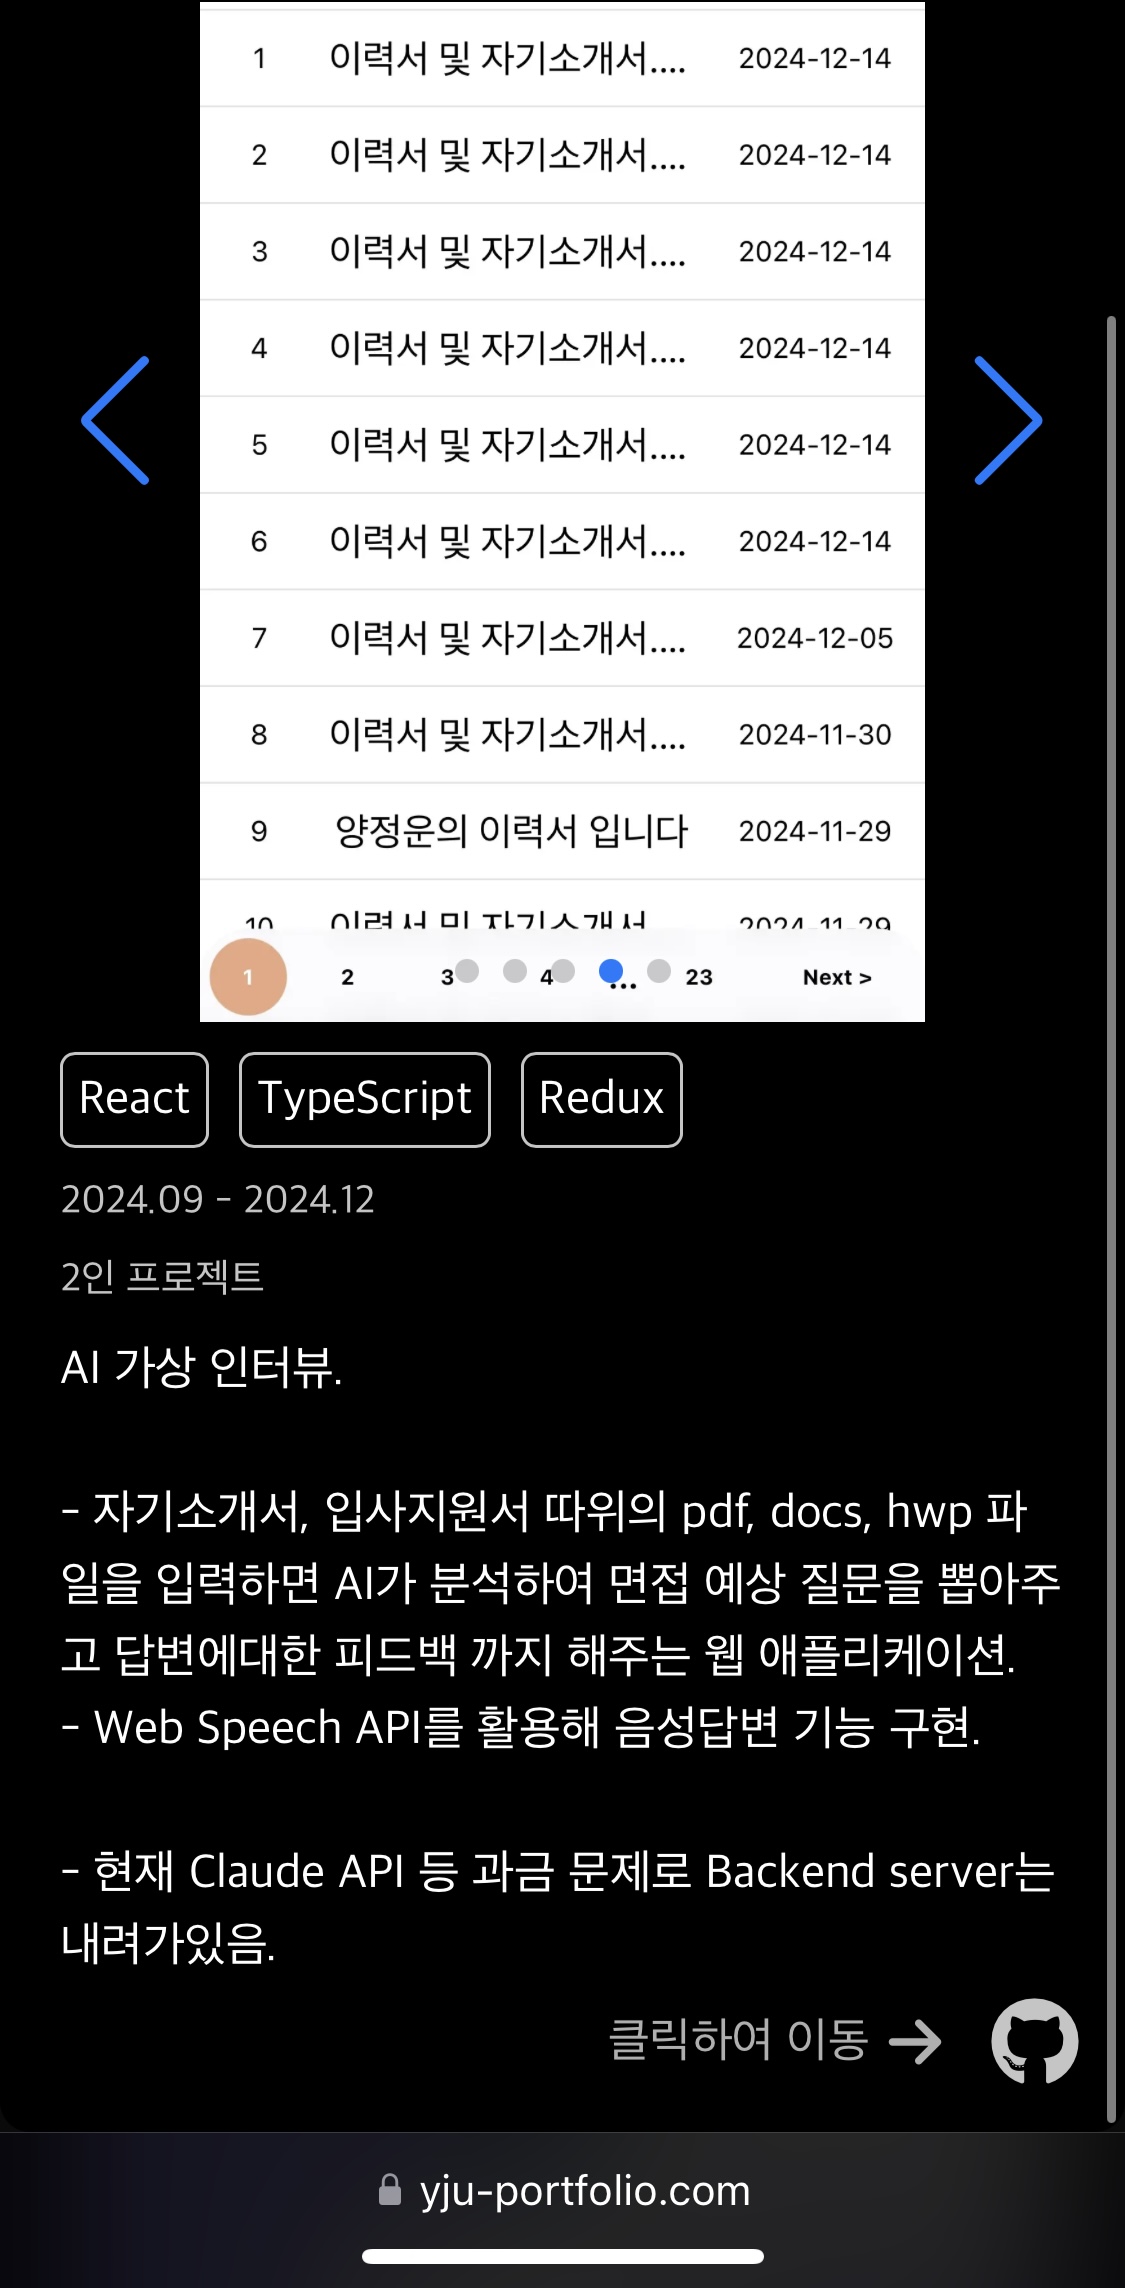 1 이력서 및 자기소개서.... 2024-12-14
2 이력서 및 자기소개서.... 2024-12-14
3 이력서 및 자기소개서.... 2024-12-14
4 이력서 및 자기소개서.... 2024-12-14
5 이력서 및 자기소개서.... 2024-12-14
6 이력서 및 자기소개서.... 2024-12-14
7 이력서 및 자기소개서.... 2024-12-05
8 이력서 및 자기소개서.... 2024-11-30
9 양정운의 이력서 입니다 2024-11-29
10 이력서 및 자기소개서.... 2024-11-29
1 2 3 4 ... 23 Next >
React TypeScript Redux
2024.09 - 2024.12
2인 프로젝트
AI 가상 인터뷰.
- 자기소개서, 입사지원서 따위의 pdf, docs, hwp 파
일을 입력하면 AI가 분석하여 면접 예상 질문을 뽑아주
고 답변에대한 피드백 까지 해주는 웹 애플리케이션.
- Web Speech API를 활용해 음성답변 기능 구현.
- 현재 Claude API 등 과금 문제로 Backend server는
내려가있음.
클릭하여 이동 →
yju-portfolio.com